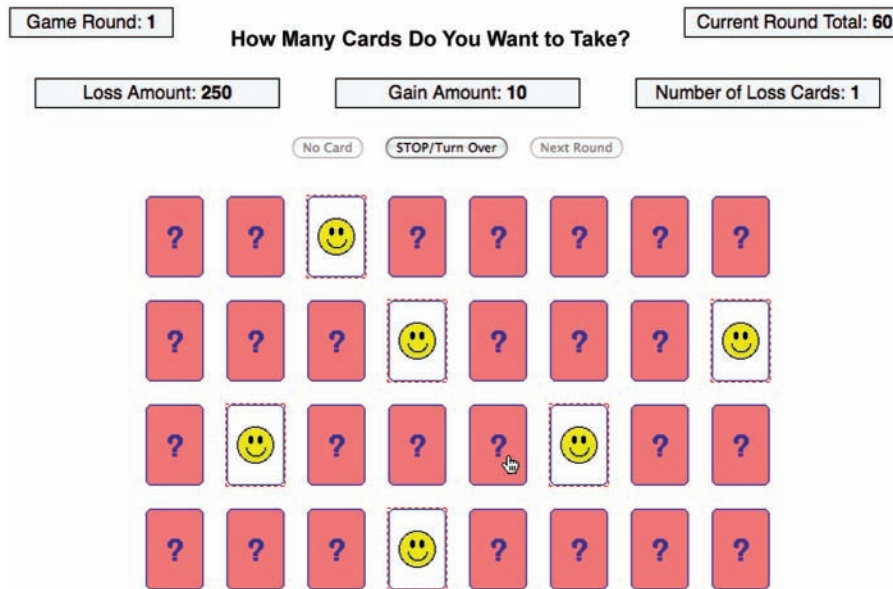 Game Round: 1
Current Round Total: 60
How Many Cards Do You Want to Take?
Loss Amount: 250 Gain Amount: 10 Number of Loss Cards: 1
No Card STOP/Turn Over Next Round
? ? ? ? ? ? ?
? ? ? ? ? ?
? ? ? ? ? ?
? ? ? ? ? ? ?